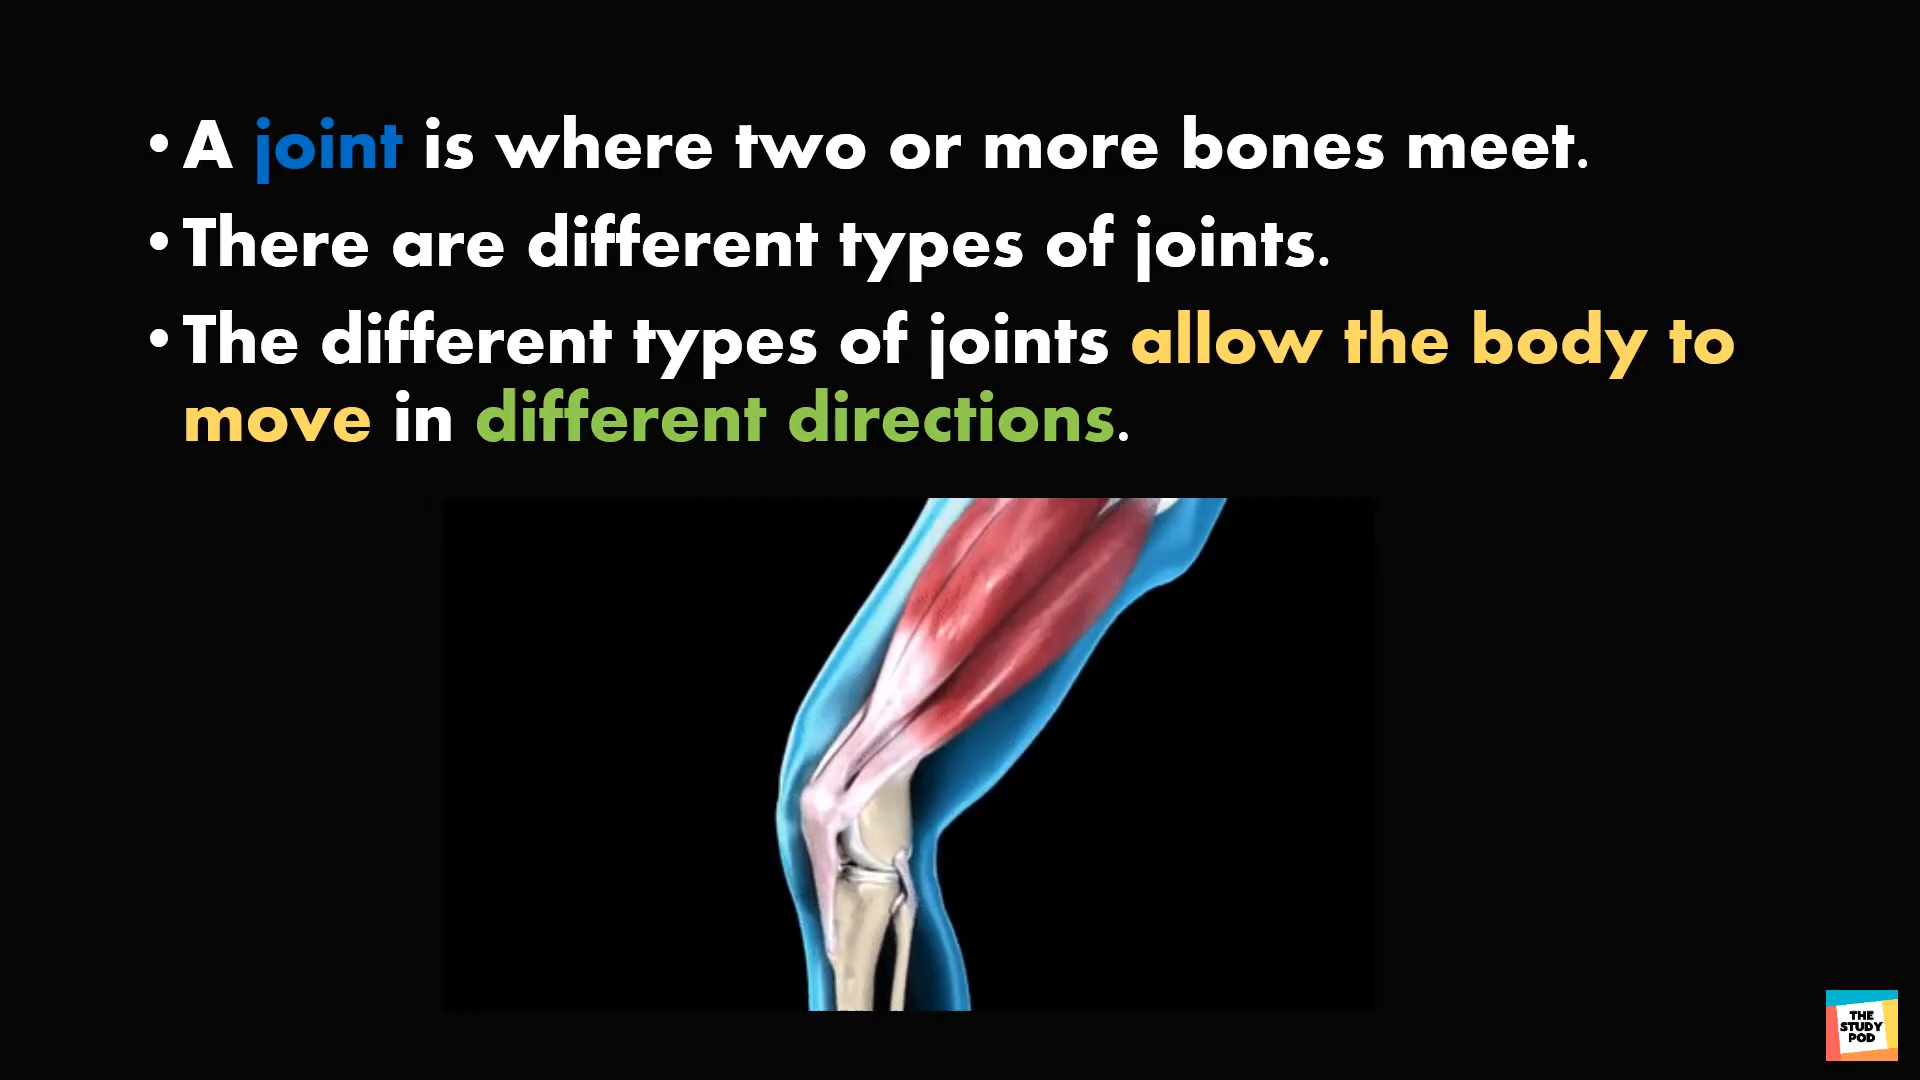 • A joint is where two or more bones meet.
• There are different types of joints.
• The different types of joints allow the body to
move in different directions.
THE
STUDY
POD